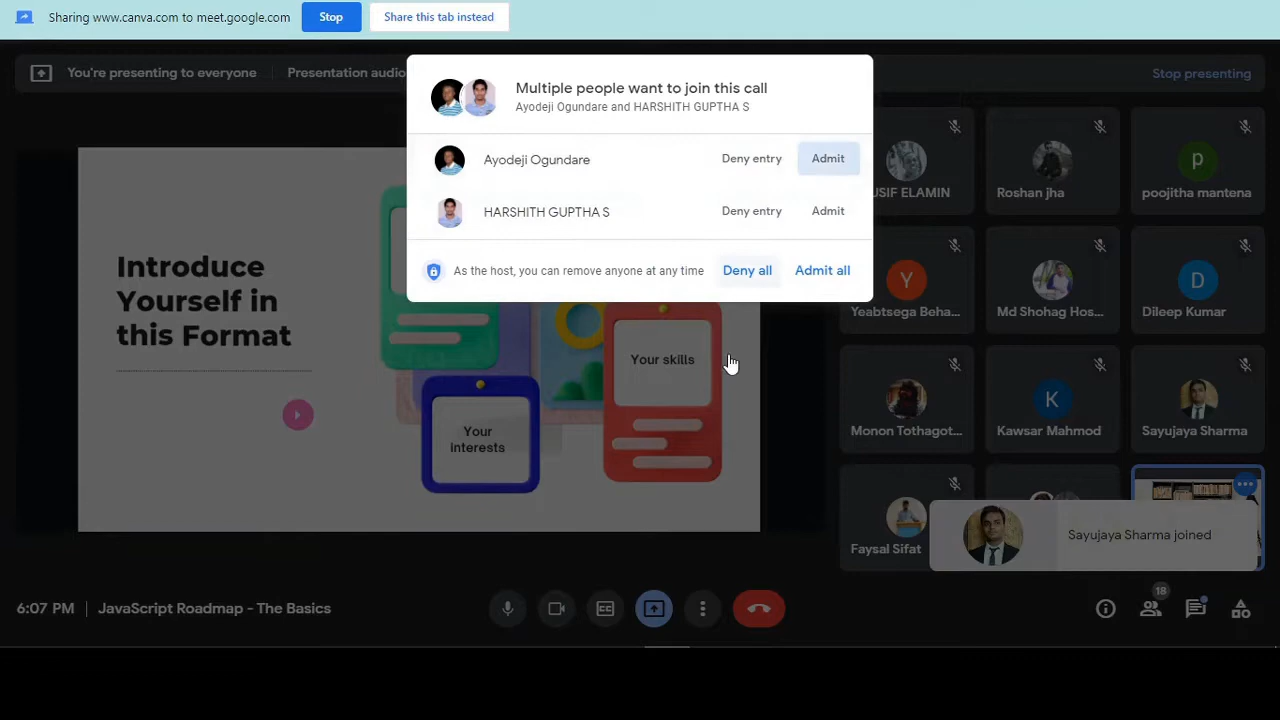 Sharing www.canva.com to meet.google.com
Stop
Share this tab instead
You're presenting to everyone
Presentation audio
Stop presenting
Multiple people want to join this call
Ayodeji Ogundare and HARSHITH GUPTHA S
Ayodeji Ogundare
Deny entry
Admit
HARSHITH GUPTHA S
Deny entry
Admit
As the host, you can remove anyone at any time
Deny all
Admit all
Introduce
Yourself in
this Format
Your skills
Your
interests
USIF ELAMIN
Roshan jha
p
poojitha mantena
Y
Yeabtsega Beha...
Md Shohag Hos...
D
Dileep Kumar
Monon Tothagot...
K
Kawsar Mahmod
Sayujaya Sharma
Faysal Sifat
Sayujaya Sharma joined
6:07 PM
JavaScript Roadmap - The Basics
CC
18